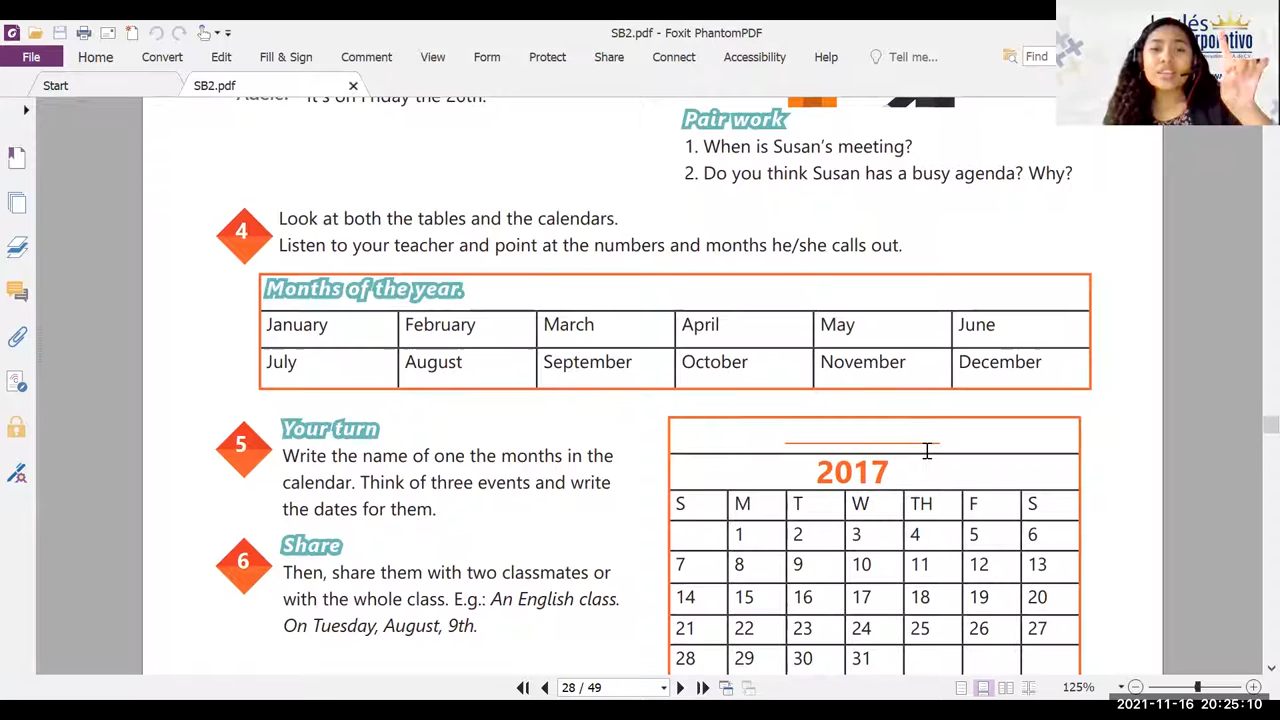 SB2.pdf - Foxit PhantomPDF
File Home Convert Edit Fill & Sign Comment View Form Protect Share Connect Accessibility Help Tell me... Find
Start SB2.pdf
It's on Friday the 20th.
Pair work
1. When is Susan's meeting?
2. Do you think Susan has a busy agenda? Why?
4
Look at both the tables and the calendars.
Listen to your teacher and point at the numbers and months he/she calls out.
Months of the year.
January February March April May June
July August September October November December
5
Your turn
Write the name of one the months in the
calendar. Think of three events and write
the dates for them.
6
Share
Then, share them with two classmates or
with the whole class. E.g.: An English class.
On Tuesday, August, 9th.
2017
S M T W TH F S
1 2 3 4 5 6
7 8 9 10 11 12 13
14 15 16 17 18 19 20
21 22 23 24 25 26 27
28 29 30 31
28 / 49
125%
2021-11-16 20:25:10